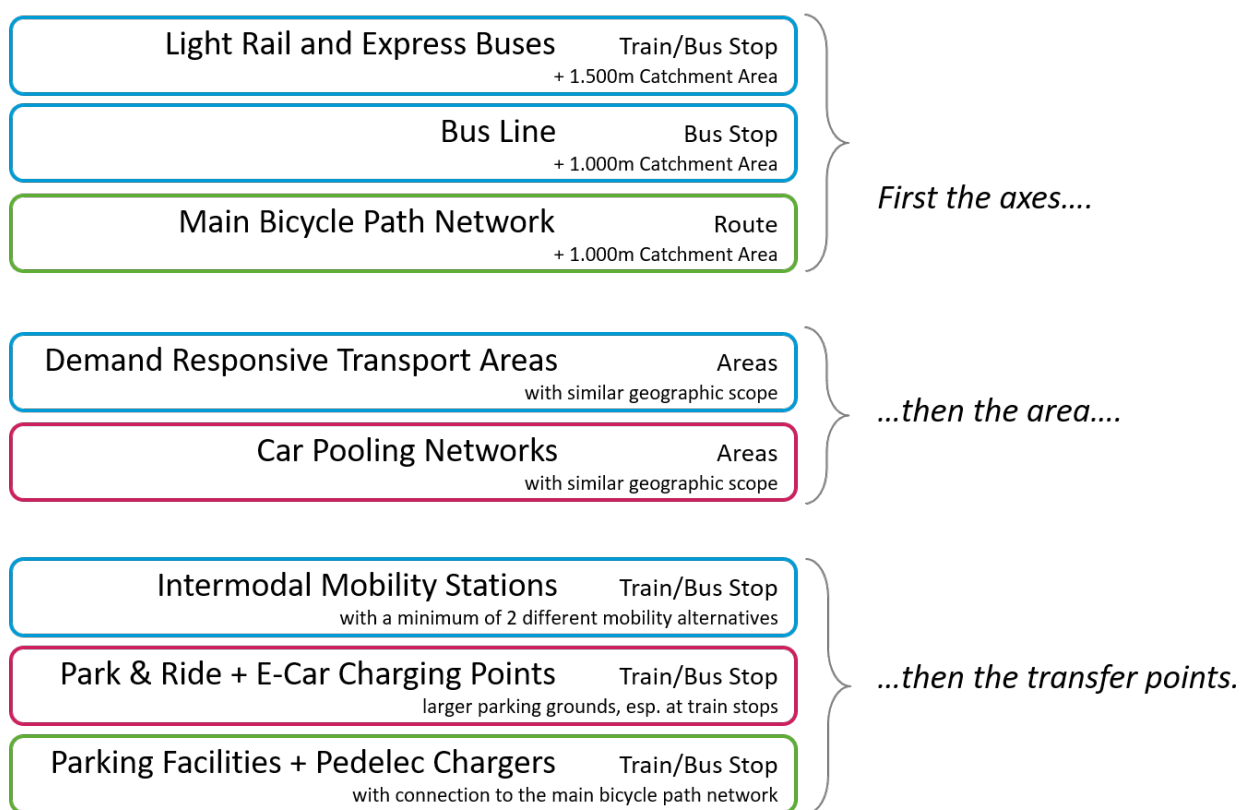 Light Rail and Express Buses Train/Bus Stop
+ 1.500m Catchment Area
Bus Line Bus Stop
+ 1.000m Catchment Area
Main Bicycle Path Network Route
+ 1.000m Catchment Area
First the axes....
Demand Responsive Transport Areas Areas
with similar geographic scope
Car Pooling Networks Areas
with similar geographic scope
...then the area....
Intermodal Mobility Stations Train/Bus Stop
with a minimum of 2 different mobility alternatives
Park & Ride + E-Car Charging Points Train/Bus Stop
larger parking grounds, esp. at train stops
Parking Facilities + Pedelec Chargers Train/Bus Stop
with connection to the main bicycle path network
...then the transfer points.